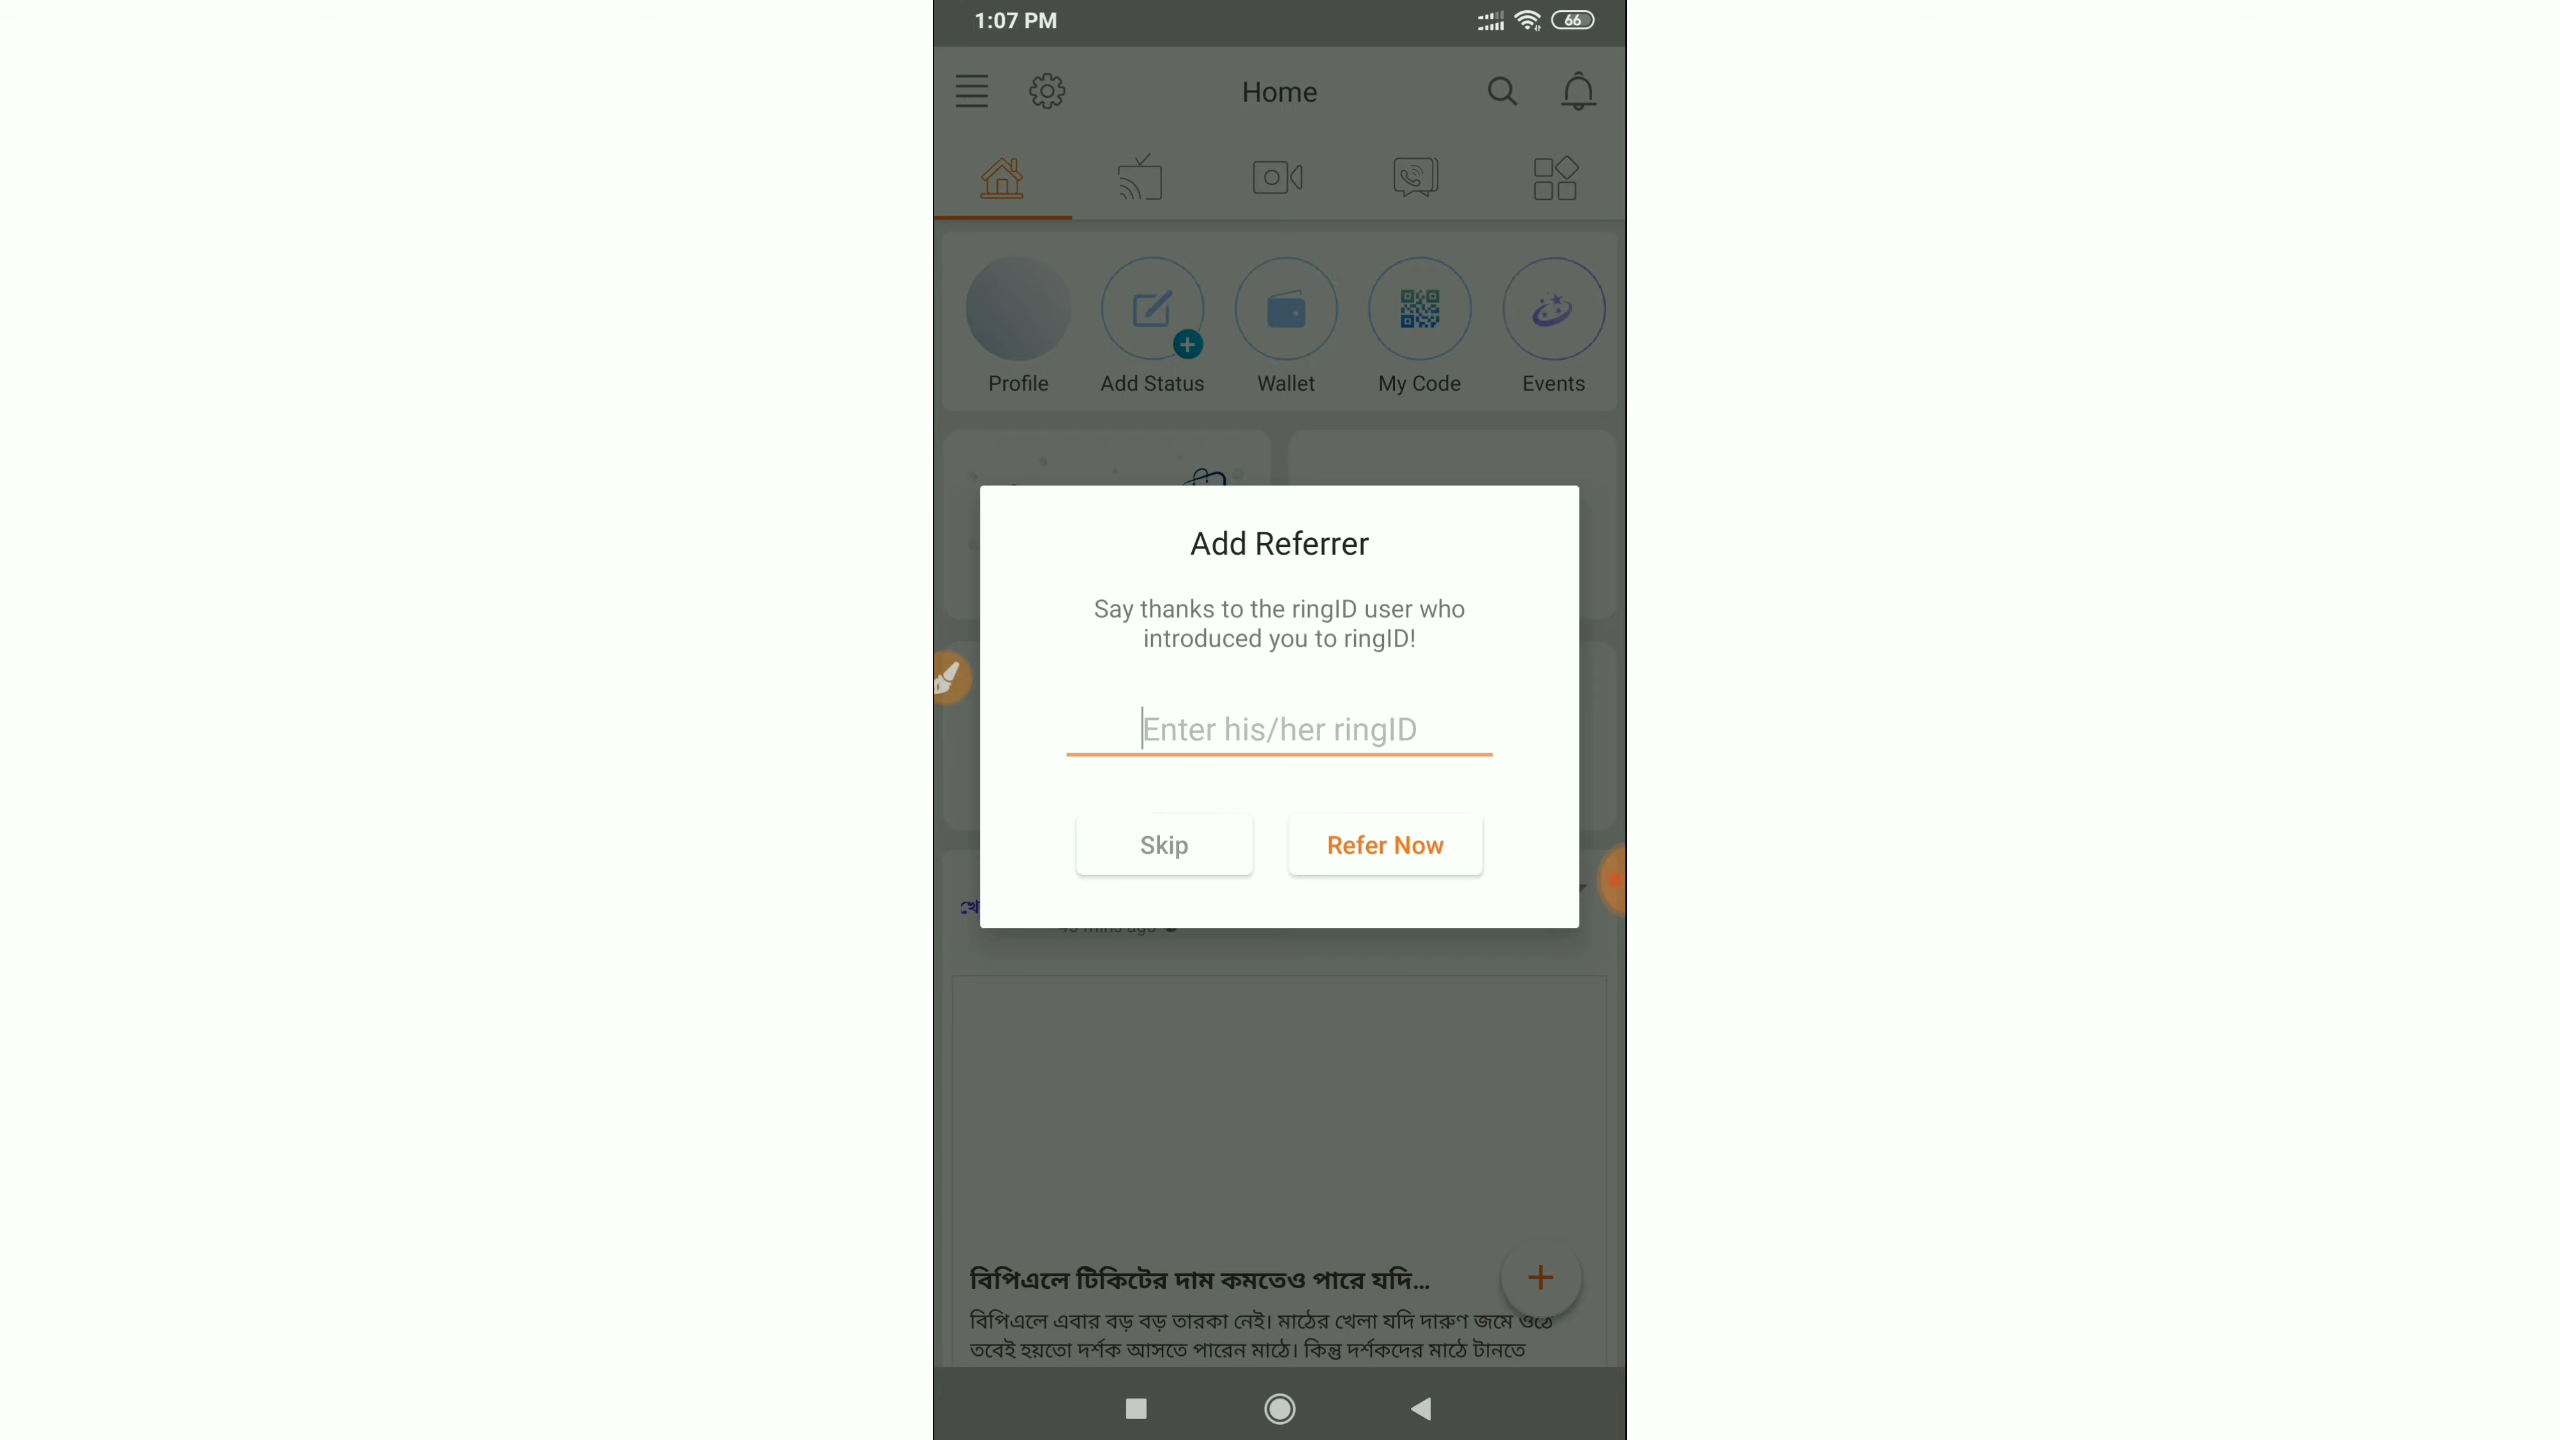 1:07 PM
66
Home
Profile
Add Status
Wallet
My Code
Events
Add Referrer
Say thanks to the ringID user who
introduced you to ringID!
Enter his/her ringID
Skip
Refer Now
বিপিএলে টিকিটের দাম কমতেও পারে যদি...
বিপিএলে এবার বড় বড় তারকা নেই। মাঠের খেলা যদি দারুণ জমে ওঠে
তবেই হয়তো দর্শক আসতে পারেন মাঠে। কিন্তু দর্শকদের মাঠে টানতে